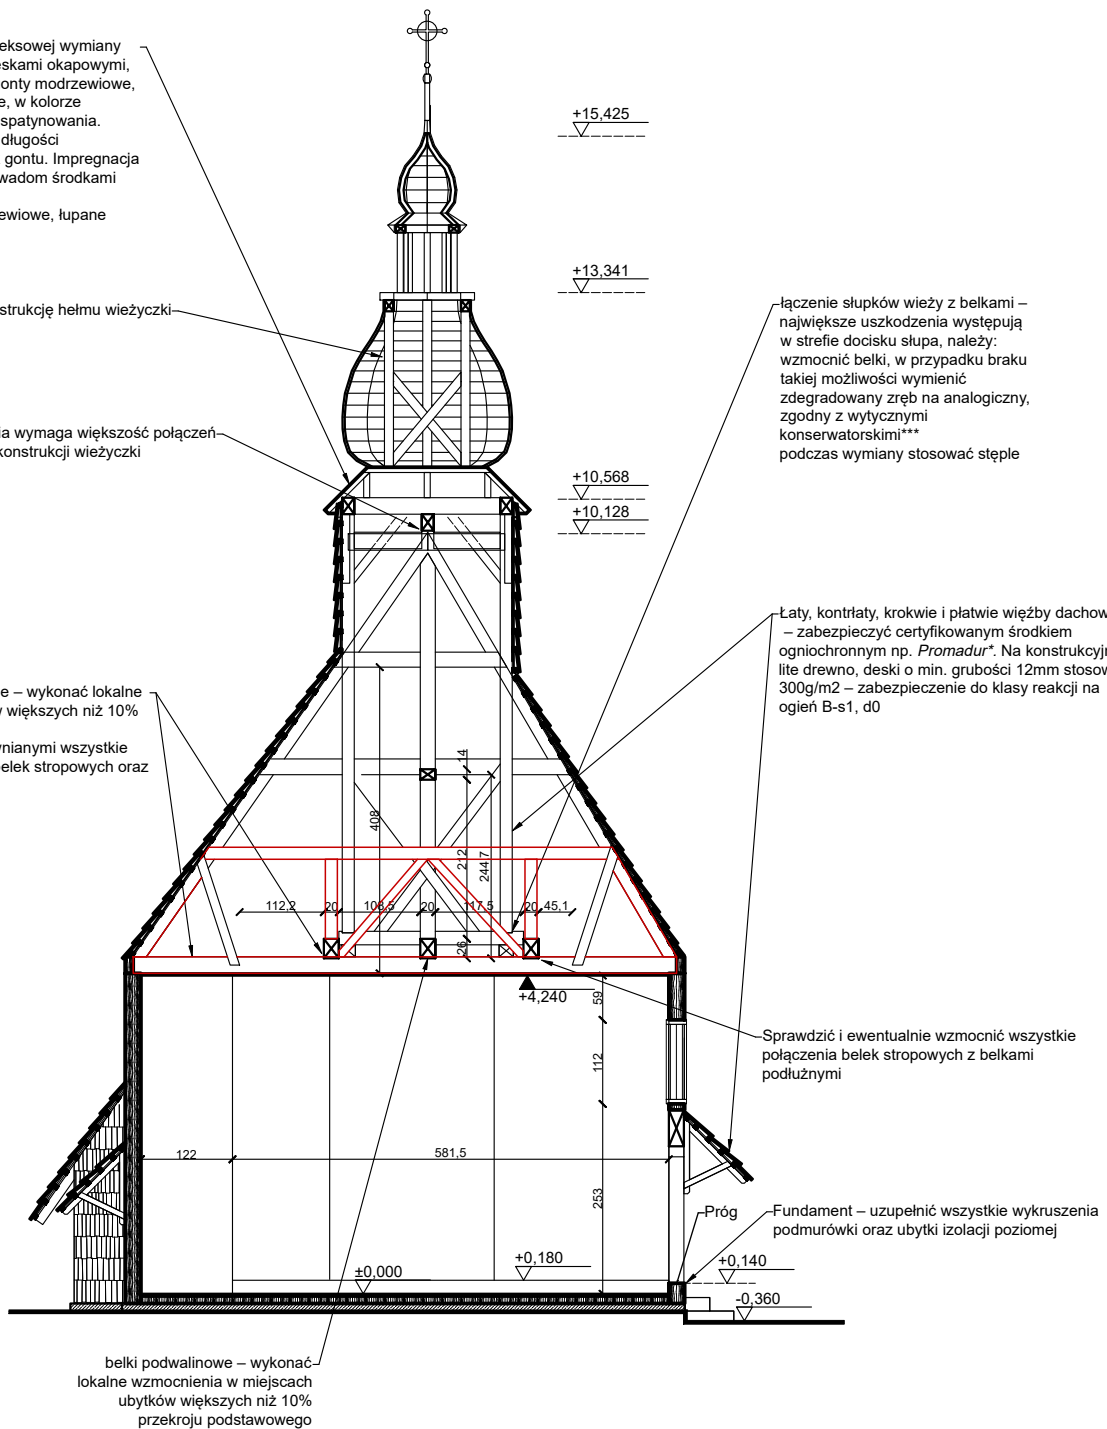 eksowej wymiany
eskami okapowymi,
onty modrzewiowe,
e, w kolorze
spatynowania.
długości
gontu. Impregnacja
wadom środkami
ewiowe, łupane
+15,425
+13,341
strukcję hełmu wieżyczki
łączenie słupków wieży z belkami –
największe uszkodzenia występują
w strefie docisku słupa, należy:
wzmocnić belki, w przypadku braku
takiej możliwości wymienić
zdegradowany zręb na analogiczny,
zgodny z wytycznymi
konserwatorskimi***
podczas wymiany stosować stęple
ia wymaga większość połączeń
konstrukcji wieżyczki
+10,568
+10,128
Łaty, kontrłaty, krokwie i płatwie więźby dachow
– zabezpieczyć certyfikowanym środkiem
ogniochronnym np. Promadur*. Na konstrukcyjn
lite drewno, deski o min. grubości 12mm stosow
300g/m2 – zabezpieczenie do klasy reakcji na
ogień B-s1, d0
e – wykonać lokalne
w większych niż 10%
wnianymi wszystkie
belek stropowych oraz
14
408
212
244,7
112,2
20
108,5
20
117,5
20
45,1
26
+4,240
59
Sprawdzić i ewentualnie wzmocnić wszystkie
połączenia belek stropowych z belkami
podłużnymi
112
122
581,5
253
Próg
Fundament – uzupełnić wszystkie wykruszenia
podmurówki oraz ubytki izolacji poziomej
±0,000
+0,180
+0,140
-0,360
belki podwalinowe – wykonać
lokalne wzmocnienia w miejscach
ubytków większych niż 10%
przekroju podstawowego